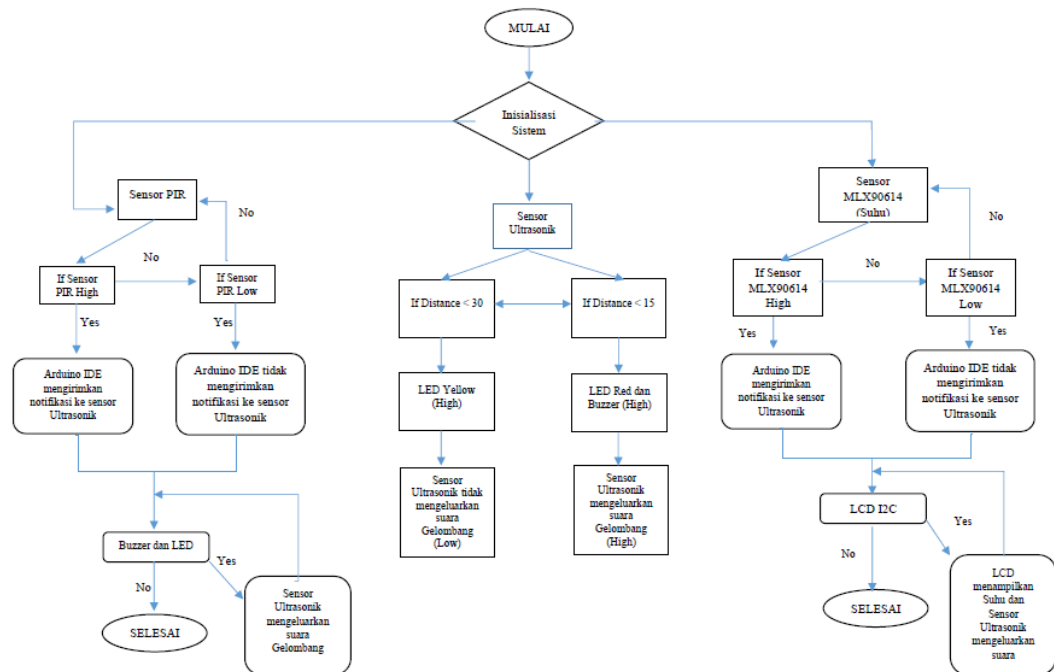 MULAI
Inisialisasi
Sistem
Sensor PIR
No
No
If Sensor
PIR High
If Sensor
PIR Low
Yes
Yes
Arduino IDE
mengirimkan
notifikasi ke sensor
Ultrasonik
Arduino IDE tidak
mengirimkan
notifikasi ke sensor
Ultrasonik
Buzzer dan LED
Yes
No
SELESAI
Sensor
Ultrasonik
mengeluarkan
suara
Gelombang
Sensor
Ultrasonik
If Distance < 30
If Distance < 15
LED Yellow
(High)
LED Red dan
Buzzer (High)
Sensor
Ultrasonik tidak
mengeluarkan
suara
Gelombang
(Low)
Sensor
Ultrasonik
mengeluarkan
suara
Gelombang
(High)
Sensor
MLX90614
(Suhu)
No
No
If Sensor
MLX90614
High
If Sensor
MLX90614
Low
Yes
Yes
Arduino IDE
mengirimkan
notifikasi ke sensor
Ultrasonik
Arduino IDE tidak
mengirimkan
notifikasi ke sensor
Ultrasonik
LCD I2C
Yes
No
SELESAI
LCD
menampilkan
Suhu dan
Sensor
Ultrasonik
mengeluarkan
suara